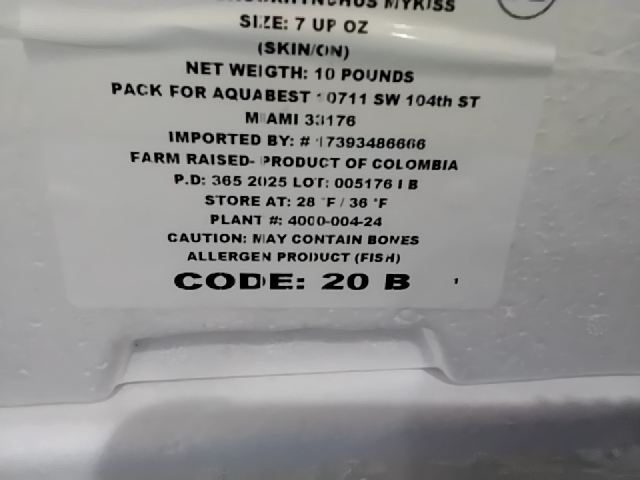 MYKISS
SIZE: 7 UP OZ
(SKIN/ON)
NET WEIGTH: 10 POUNDS
PACK FOR AQUABEST 10711 SW 104th ST
MIAMI 33176
IMPORTED BY: # 17393486666
FARM RAISED- PRODUCT OF COLOMBIA
P.D: 365 2025 LOT: 005176 I B
STORE AT: 28 °F / 36 °F
PLANT #: 4000-004-24
CAUTION: MAY CONTAIN BONES
ALLERGEN PRODUCT (FISH)
CODE: 20 B 1